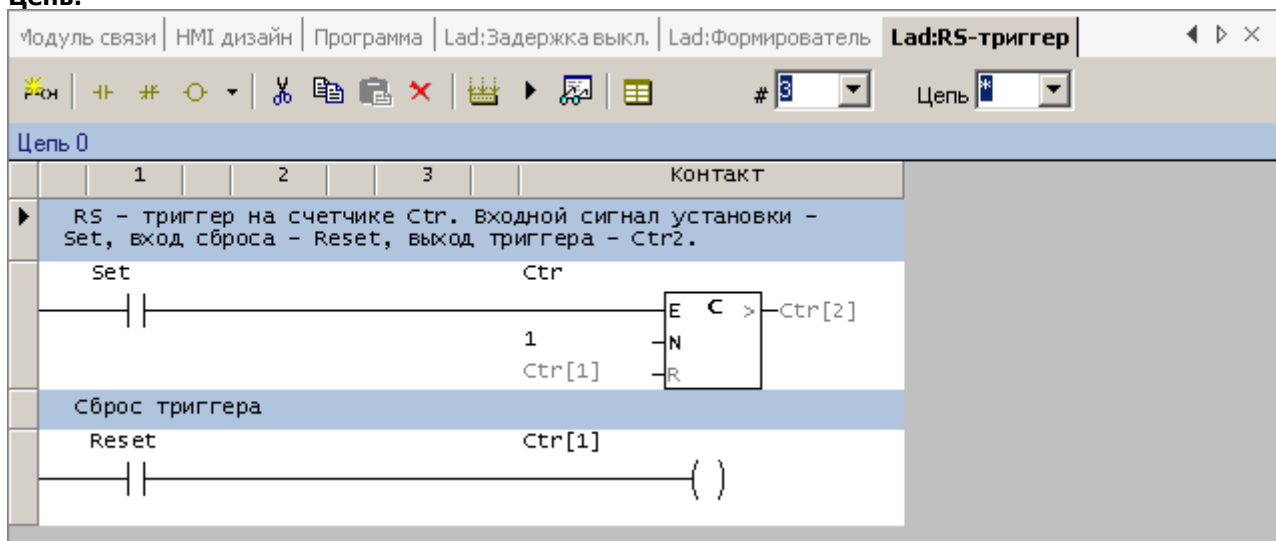 Цепь.
Модуль связи HMI дизайн Программа Lad:Задержка выкл. Lad:Формирователь Lad:RS-триггер
# 3 Цепь *
Цепь 0
1 2 3 Контакт
RS - триггер на счетчике Ctr. Входной сигнал установки -
Set, вход сброса - Reset, выход триггера - Ctr2.
Set Ctr
E C > Ctr[2]
1 N
Ctr[1] R
Сброс триггера
Reset Ctr[1]
( )